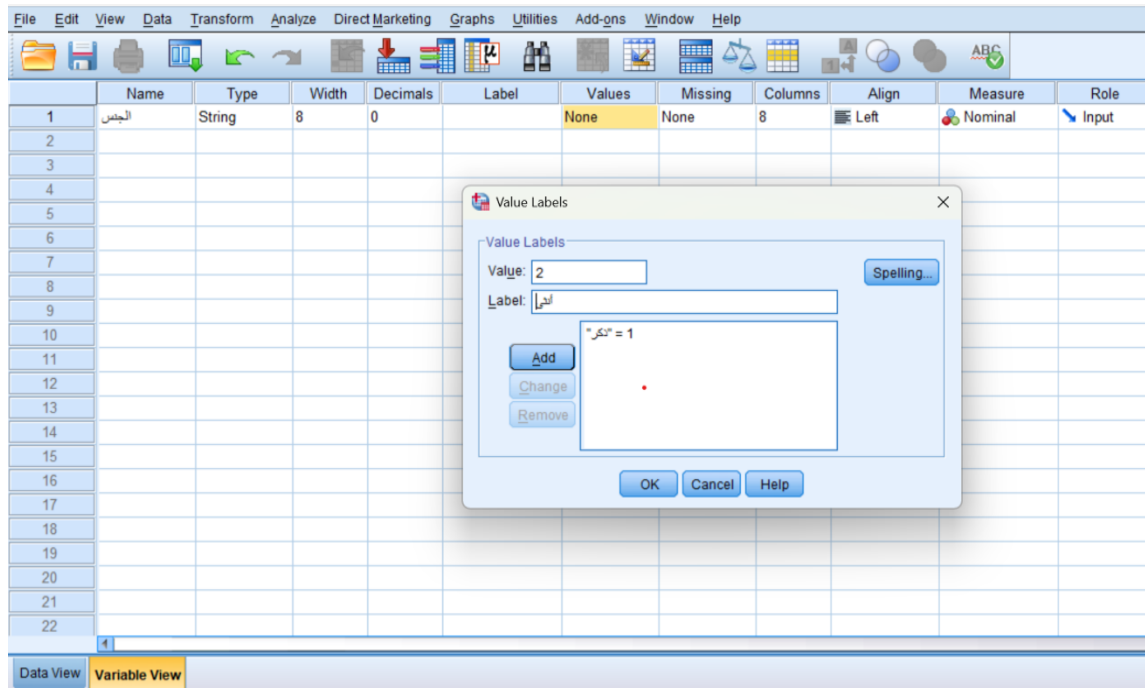 File Edit View Data Transform Analyze Direct Marketing Graphs Utilities Add-ons Window Help
A
1
μ
ABC
Name Type Width Decimals Label Values Missing Columns Align Measure Role
1 الجنس String 8 0 None None 8 Left Nominal Input
2
3
4
5
6
7
8
9
10
11
12
13
14
15
16
17
18
19
20
21
22
Value Labels
Value Labels
Value: 2
Spelling...
Label: أنثى
1 = "ذكر"
Add
Change
Remove
OK Cancel Help
Data View Variable View